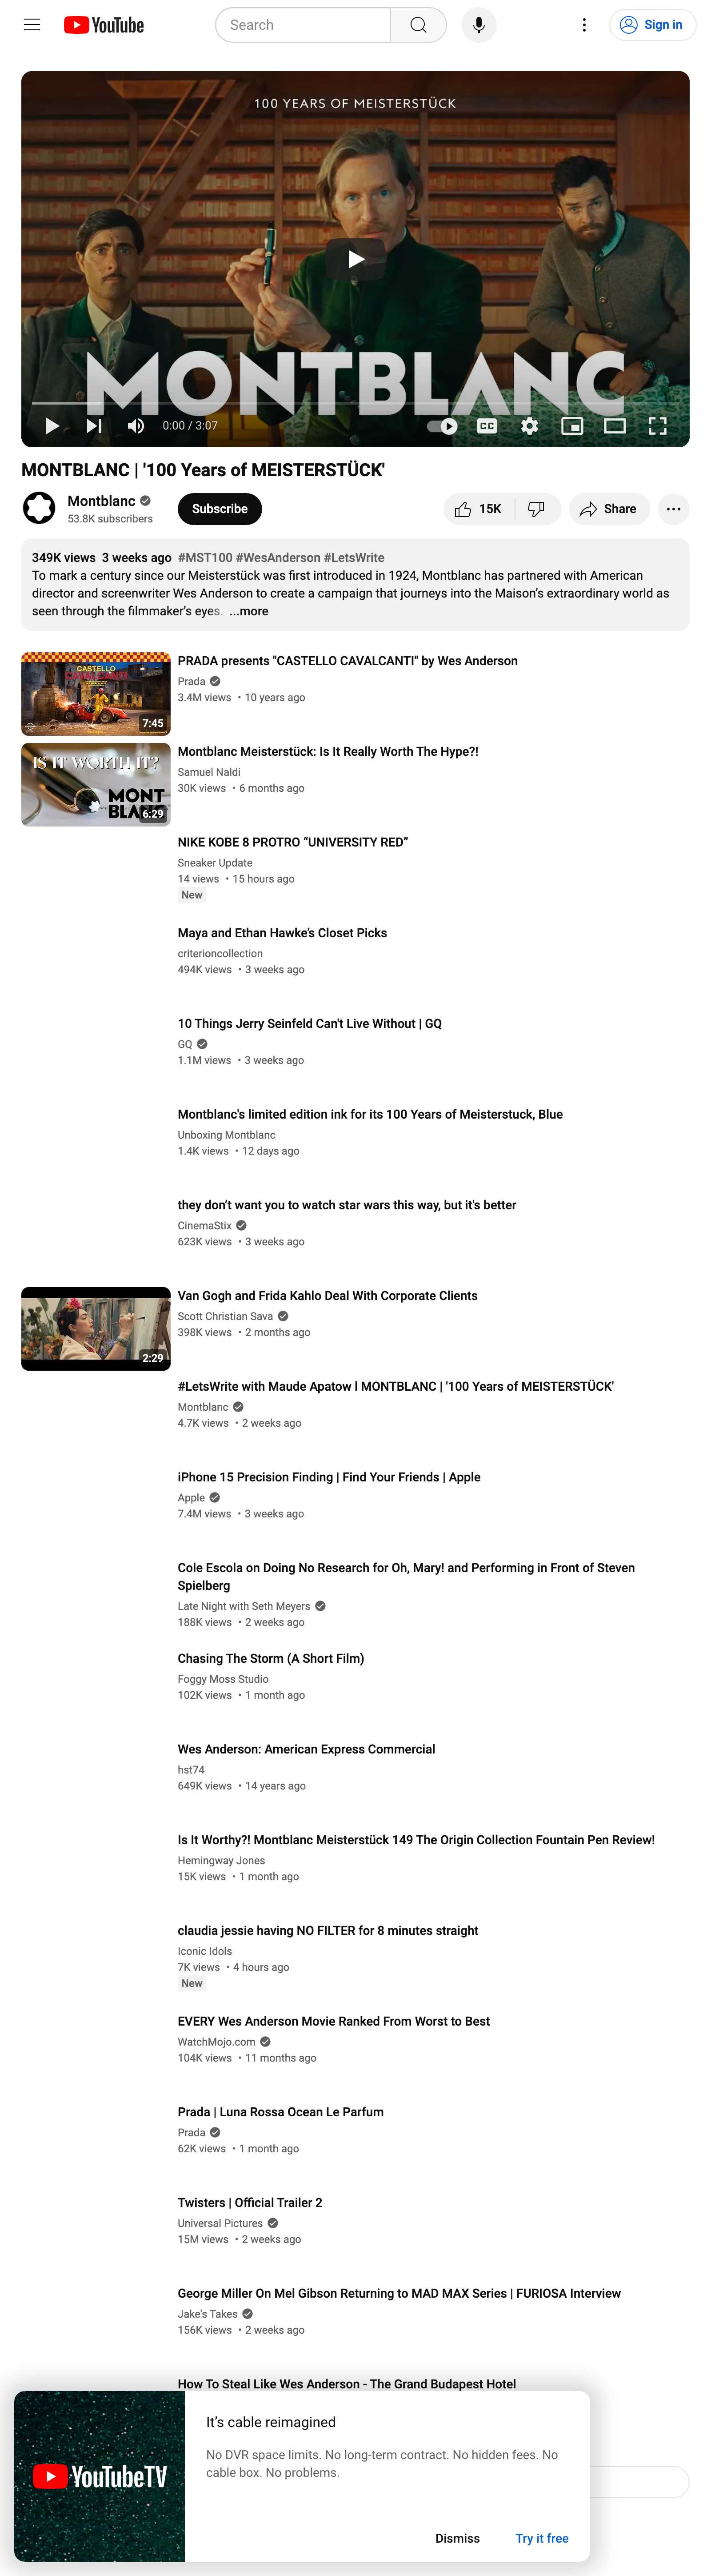 YouTube
Search
Sign in
100 YEARS OF MEISTERSTÜCK
MONTBLANC
0:00 / 3:07
CC
MONTBLANC | '100 Years of MEISTERSTÜCK'
Montblanc
53.8K subscribers
Subscribe
15K
Share
349K views 3 weeks ago #MST100 #WesAnderson #LetsWrite
To mark a century since our Meisterstuck was first introduced in 1924, Montblanc has partnered with American
director and screenwriter Wes Anderson to create a campaign that journeys into the Maison's extraordinary world as
seen through the filmmaker's eyes. ...more
CASTELLO
CAVALCANTI
7:45
PRADA presents "CASTELLO CAVALCANTI" by Wes Anderson
Prada
3.4M views • 10 years ago
IS IT WORTH IT?
MONT
BLANC
6:29
Montblanc Meisterstück: Is It Really Worth The Hype?!
Samuel Naldi
30K views • 6 months ago
NIKE KOBE 8 PROTRO “UNIVERSITY RED”
Sneaker Update
14 views • 15 hours ago
New
Maya and Ethan Hawke’s Closet Picks
criterioncollection
494K views • 3 weeks ago
10 Things Jerry Seinfeld Can't Live Without | GQ
GQ
1.1M views • 3 weeks ago
Montblanc's limited edition ink for its 100 Years of Meisterstuck, Blue
Unboxing Montblanc
1.4K views • 12 days ago
they don’t want you to watch star wars this way, but it's better
CinemaStix
623K views • 3 weeks ago
2:29
Van Gogh and Frida Kahlo Deal With Corporate Clients
Scott Christian Sava
398K views • 2 months ago
#LetsWrite with Maude Apatow l MONTBLANC | '100 Years of MEISTERSTÜCK'
Montblanc
4.7K views • 2 weeks ago
iPhone 15 Precision Finding | Find Your Friends | Apple
Apple
7.4M views • 3 weeks ago
Cole Escola on Doing No Research for Oh, Mary! and Performing in Front of Steven
Spielberg
Late Night with Seth Meyers
188K views • 2 weeks ago
Chasing The Storm (A Short Film)
Foggy Moss Studio
102K views • 1 month ago
Wes Anderson: American Express Commercial
hst74
649K views • 14 years ago
Is It Worthy?! Montblanc Meisterstück 149 The Origin Collection Fountain Pen Review!
Hemingway Jones
15K views • 1 month ago
claudia jessie having NO FILTER for 8 minutes straight
Iconic Idols
7K views • 4 hours ago
New
EVERY Wes Anderson Movie Ranked From Worst to Best
WatchMojo.com
104K views • 11 months ago
Prada | Luna Rossa Ocean Le Parfum
Prada
62K views • 1 month ago
Twisters | Official Trailer 2
Universal Pictures
15M views • 2 weeks ago
George Miller On Mel Gibson Returning to MAD MAX Series | FURIOSA Interview
Jake's Takes
156K views • 2 weeks ago
How To Steal Like Wes Anderson - The Grand Budapest Hotel
YouTubeTV
It’s cable reimagined
No DVR space limits. No long-term contract. No hidden fees. No
cable box. No problems.
Dismiss
Try it free